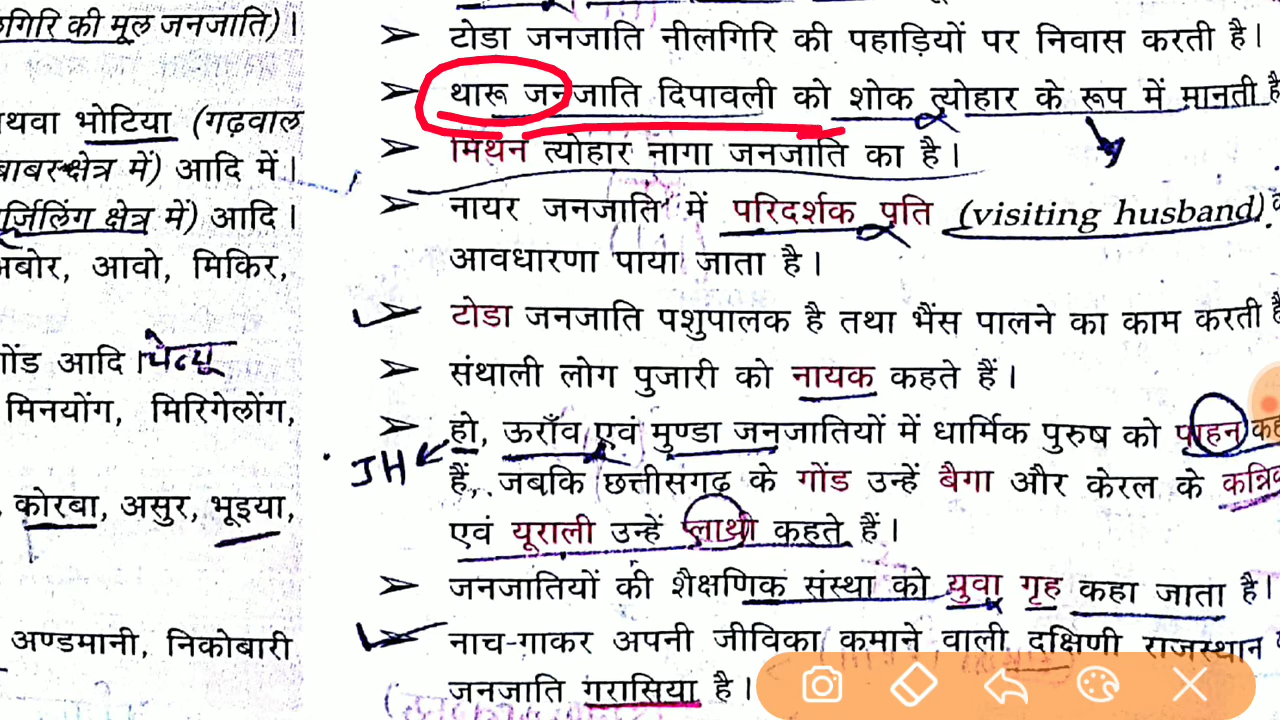 गिरि की मूल जनजाति)।
अथवा भोटिया (गढ़वाल
बाबर क्षेत्र में) आदि में।
र्जिलिंग क्षेत्र में) आदि।
अबोर, आवो, मिकिर,
गोंड आदि।
मिनयोंग, मिरिगेलोंग,
कोरबा, असुर, भूइया,
अण्डमानी, निकोबारी
➢ टोडा जनजाति नीलगिरि की पहाड़ियों पर निवास करती है।
➢ थारू जनजाति दिपावली को शोक त्योहार के रूप में मानती है
➢ मिथन त्योहार नागा जनजाति का है।
➢ नायर जनजाति में परिदर्शक पति (visiting husband)
आवधारणा पाया जाता है।
➢ टोडा जनजाति पशुपालक है तथा भैंस पालने का काम करती है
➢ संथाली लोग पुजारी को नायक कहते हैं।
➢ हो, ऊराँव एवं मुण्डा जनजातियों में धार्मिक पुरुष को पाहन कह
JH
हैं, जबकि छत्तीसगढ़ के गोंड उन्हें बैगा और केरल के
एवं यूराली उन्हें प्लाथी कहते हैं।
➢ जनजातियों की शैक्षणिक संस्था को युवा गृह कहा जाता है।
➢ नाच-गाकर अपनी जीविका कमाने वाली दक्षिणी राजस्थान
जनजाति गरासिया है।